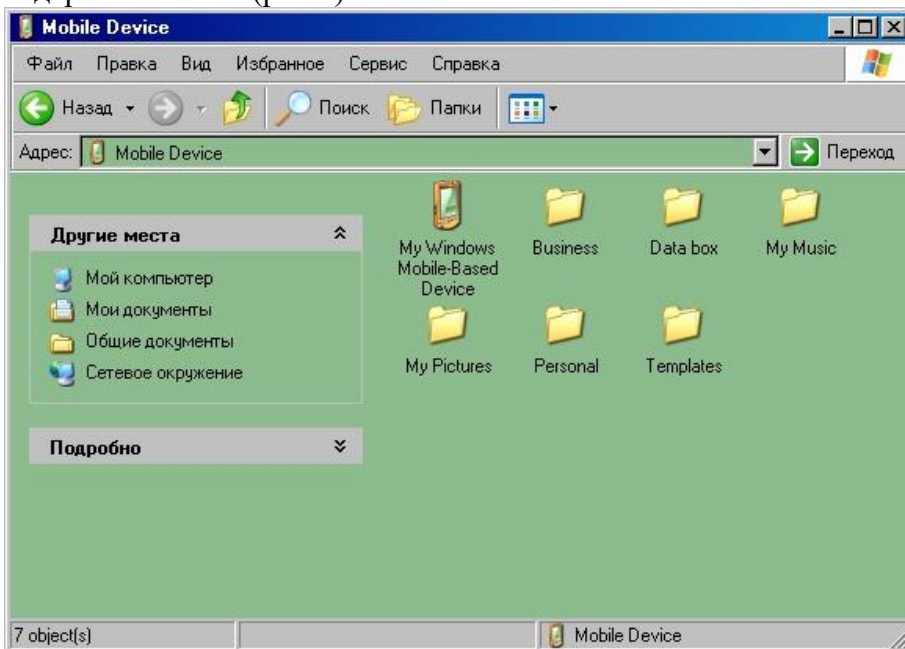 Mobile Device
Файл Правка Вид Избранное Сервис Справка
Назад Поиск Папки
Адрес: Mobile Device Переход
Другие места
Мой компьютер
Мои документы
Общие документы
Сетевое окружение
Подробно
My Windows Mobile-Based Device
Business
Data box
My Music
My Pictures
Personal
Templates
7 object(s) Mobile Device